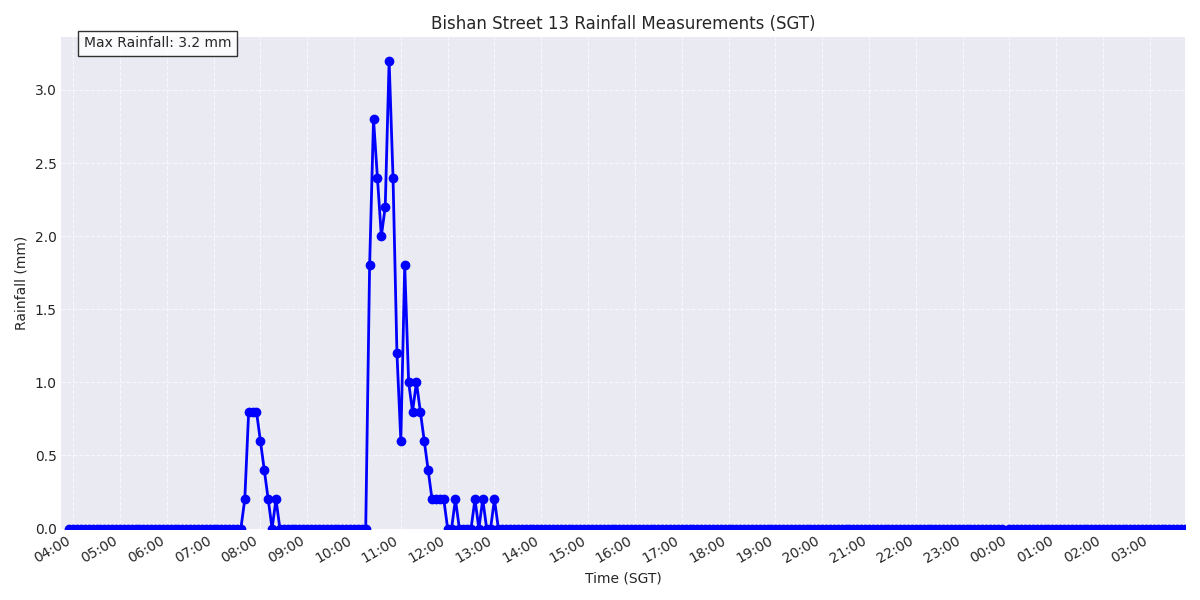 Bishan Street 13 Rainfall Measurements (SGT)
Max Rainfall: 3.2 mm
Rainfall (mm)
3.0
2.5
2.0
1.5
1.0
0.5
0.0
04:00 05:00 06:00 07:00 08:00 09:00 10:00 11:00 12:00 13:00 14:00 15:00 16:00 17:00 18:00 19:00 20:00 21:00 22:00 23:00 00:00 01:00 02:00 03:00
Time (SGT)